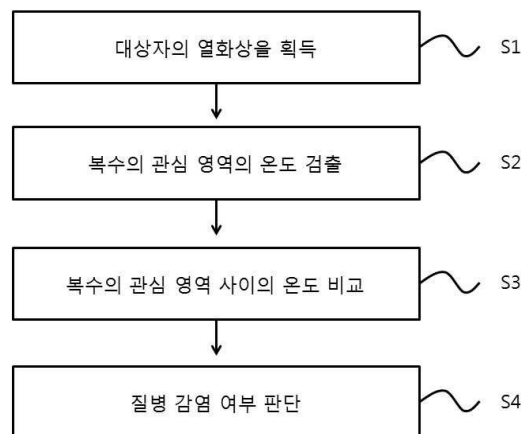 대상자의 열화상을 획득 S1
복수의 관심 영역의 온도 검출 S2
복수의 관심 영역 사이의 온도 비교 S3
질병 감염 여부 판단 S4